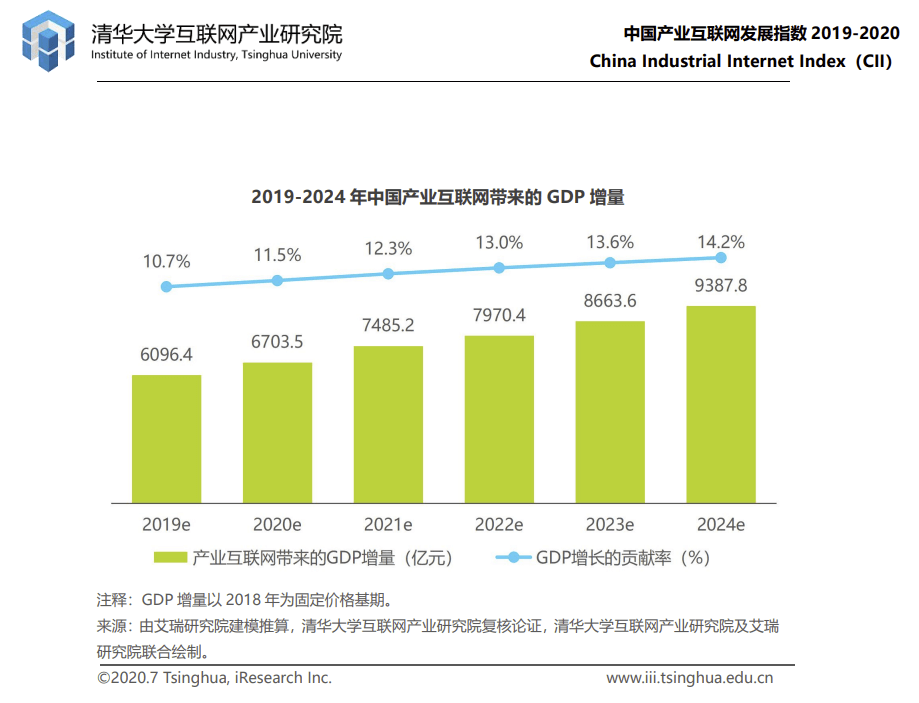 清华大学互联网产业研究院
Institute of Internet Industry, Tsinghua University
中国产业互联网发展指数 2019-2020
China Industrial Internet Index（CII）
2019-2024 年中国产业互联网带来的 GDP 增量
10.7% 11.5% 12.3% 13.0% 13.6% 14.2%
6096.4 6703.5 7485.2 7970.4 8663.6 9387.8
2019e 2020e 2021e 2022e 2023e 2024e
产业互联网带来的GDP增量（亿元） GDP增长的贡献率（%）
注释：GDP 增量以 2018 年为固定价格基期。
来源：由艾瑞研究院建模推算，清华大学互联网产业研究院复核论证，清华大学互联网产业研究院及艾瑞
研究院联合绘制。
©2020.7 Tsinghua, iResearch Inc. www.iii.tsinghua.edu.cn